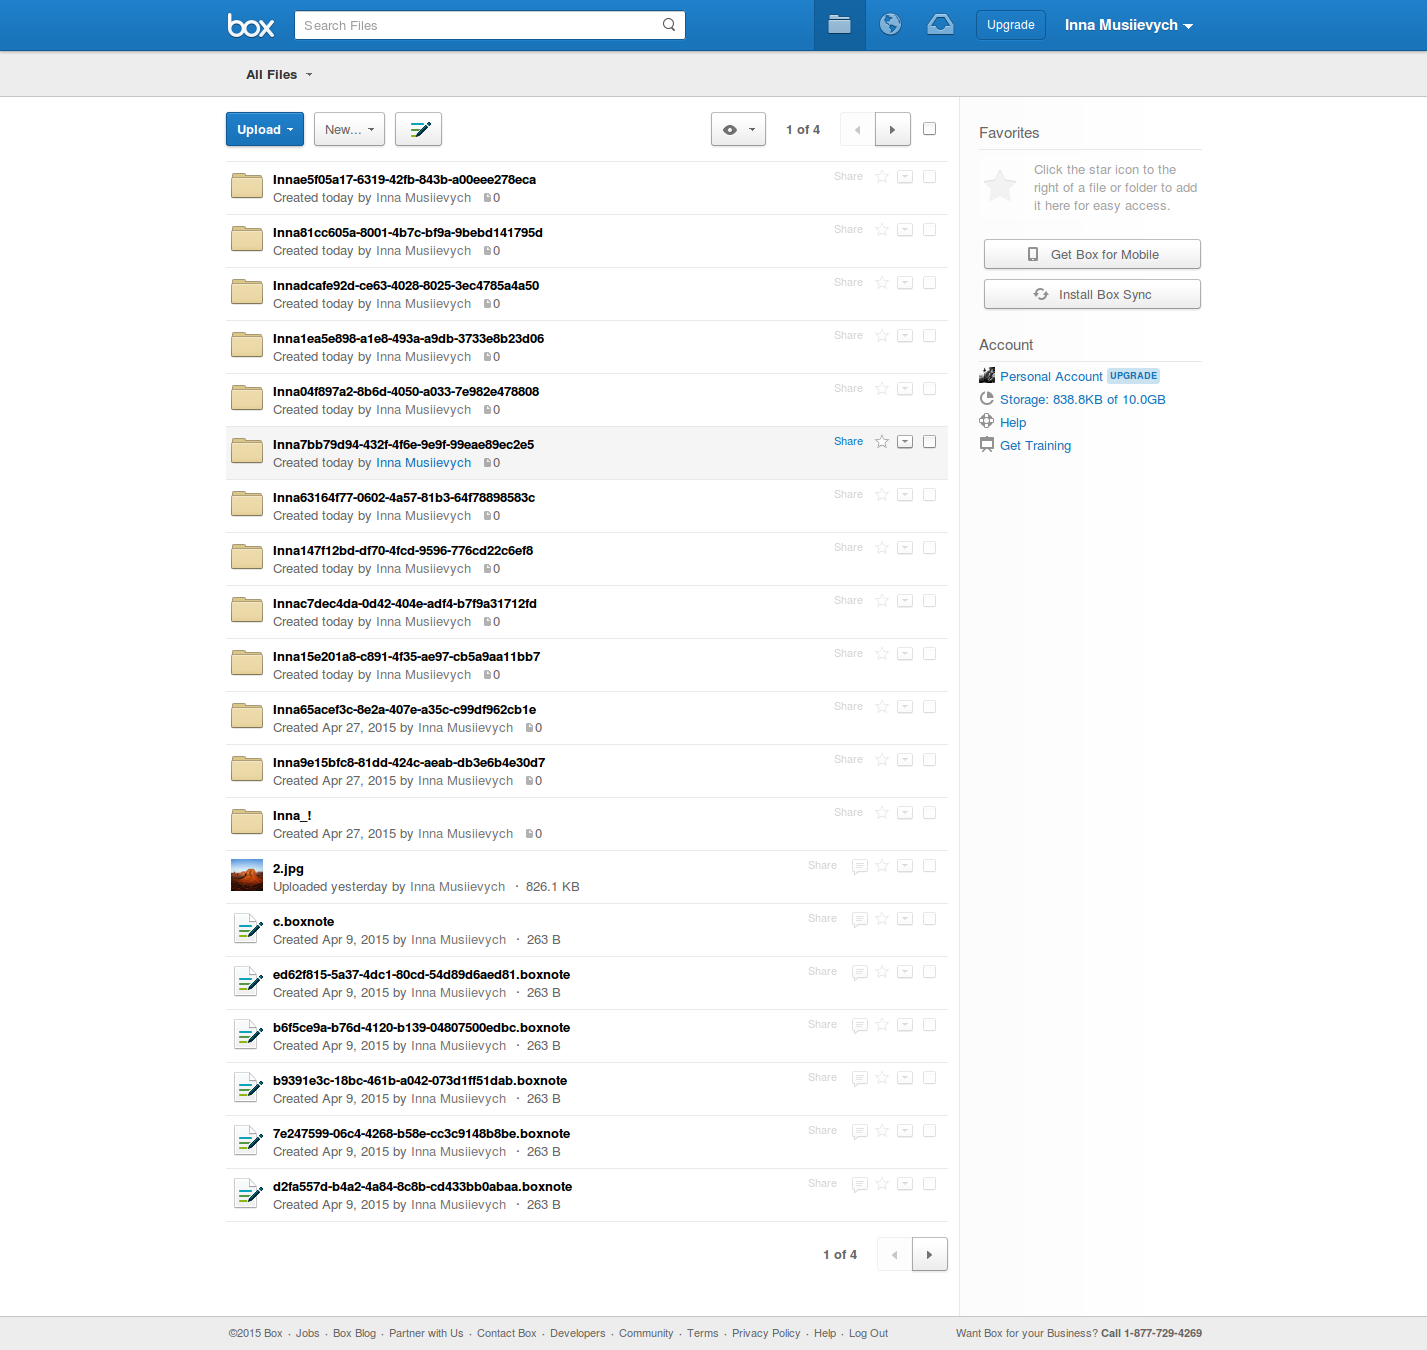 box
Search Files
Upgrade
Inna Musiievych
All Files
Upload
New...
1 of 4
Innae5f05a17-6319-42fb-843b-a00eee278eca
Share
Created today by Inna Musiievych 0
Inna81cc605a-8001-4b7c-bf9a-9bebd141795d
Share
Created today by Inna Musiievych 0
Innadcafe92d-ce63-4028-8025-3ec4785a4a50
Share
Created today by Inna Musiievych 0
Inna1ea5e898-a1e8-493a-a9db-3733e8b23d06
Share
Created today by Inna Musiievych 0
Inna04f897a2-8b6d-4050-a033-7e982e478808
Share
Created today by Inna Musiievych 0
Inna7bb79d94-432f-4f6e-9e9f-99eae89ec2e5
Share
Created today by Inna Musiievych 0
Inna63164f77-0602-4a57-81b3-64f78898583c
Share
Created today by Inna Musiievych 0
Inna147f12bd-df70-4fcd-9596-776cd22c6ef8
Share
Created today by Inna Musiievych 0
Innac7dec4da-0d42-404e-adf4-b7f9a31712fd
Share
Created today by Inna Musiievych 0
Inna15e201a8-c891-4f35-ae97-cb5a9aa11bb7
Share
Created today by Inna Musiievych 0
Inna65acef3c-8e2a-407e-a35c-c99df962cb1e
Share
Created Apr 27, 2015 by Inna Musiievych 0
Inna9e15bfc8-81dd-424c-aeab-db3e6b4e30d7
Share
Created Apr 27, 2015 by Inna Musiievych 0
Inna_!
Share
Created Apr 27, 2015 by Inna Musiievych 0
2.jpg
Share
Uploaded yesterday by Inna Musiievych · 826.1 KB
c.boxnote
Share
Created Apr 9, 2015 by Inna Musiievych · 263 B
ed62f815-5a37-4dc1-80cd-54d89d6aed81.boxnote
Share
Created Apr 9, 2015 by Inna Musiievych · 263 B
b6f5ce9a-b76d-4120-b139-04807500edbc.boxnote
Share
Created Apr 9, 2015 by Inna Musiievych · 263 B
b9391e3c-18bc-461b-a042-073d1ff51dab.boxnote
Share
Created Apr 9, 2015 by Inna Musiievych · 263 B
7e247599-06c4-4268-b58e-cc3c9148b8be.boxnote
Share
Created Apr 9, 2015 by Inna Musiievych · 263 B
d2fa557d-b4a2-4a84-8c8b-cd433bb0abaa.boxnote
Share
Created Apr 9, 2015 by Inna Musiievych · 263 B
1 of 4
Favorites
Click the star icon to the
right of a file or folder to add
it here for easy access.
Get Box for Mobile
Install Box Sync
Account
Personal Account UPGRADE
Storage: 838.8KB of 10.0GB
Help
Get Training
©2015 Box · Jobs · Box Blog · Partner with Us · Contact Box · Developers · Community · Terms · Privacy Policy · Help · Log Out
Want Box for your Business? Call 1-877-729-4269